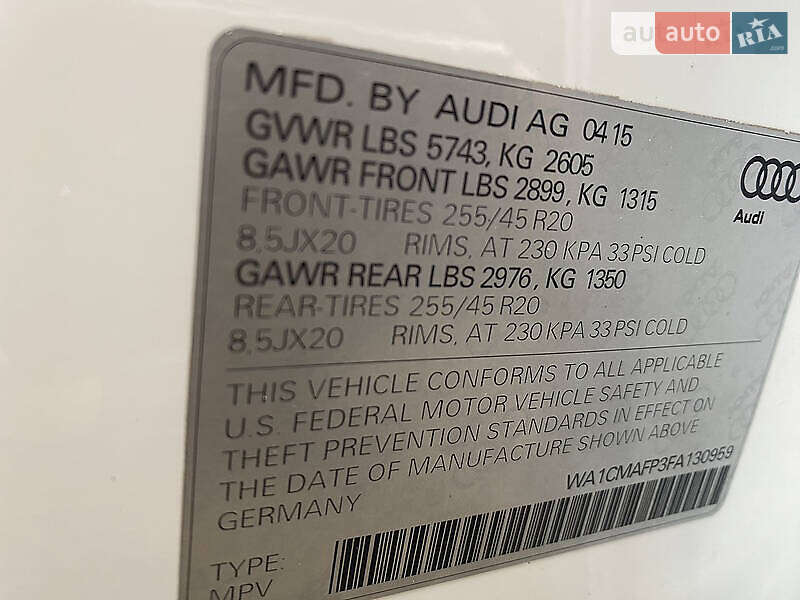 auto auto RIA.com
MFD. BY AUDI AG 04 15
GVWR LBS 5743, KG 2605
GAWR FRONT LBS 2899, KG 1315
FRONT-TIRES 255/45 R20
8,5JX20 RIMS, AT 230 KPA 33 PSI COLD
GAWR REAR LBS 2976, KG 1350
REAR-TIRES 255/45 R20
8,5JX20 RIMS, AT 230 KPA 33 PSI COLD
Audi
THIS VEHICLE CONFORMS TO ALL APPLICABLE
U.S. FEDERAL MOTOR VEHICLE SAFETY AND
THEFT PREVENTION STANDARDS IN EFFECT ON
THE DATE OF MANUFACTURE SHOWN ABOVE
GERMANY
WA1CMAFP3FA130959
TYPE:
MPV